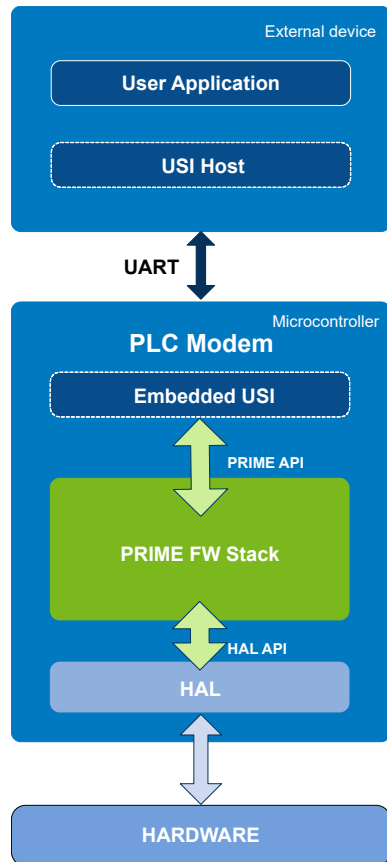 External device
User Application
USI Host
UART
Microcontroller
PLC Modem
Embedded USI
PRIME API
PRIME FW Stack
HAL API
HAL
HARDWARE